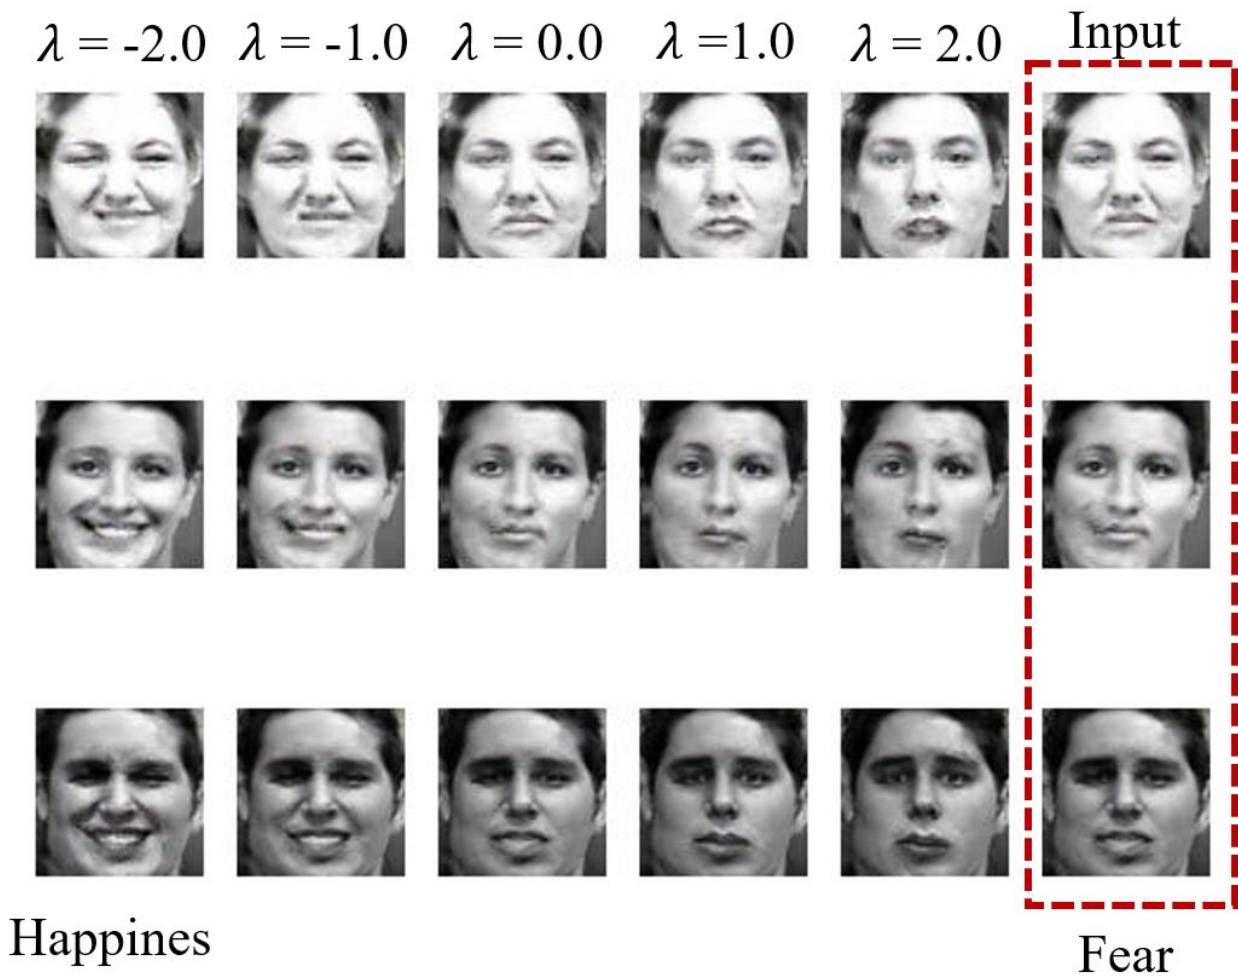 λ = -2.0 λ = -1.0 λ = 0.0 λ =1.0 λ = 2.0 Input
Happines
Fear